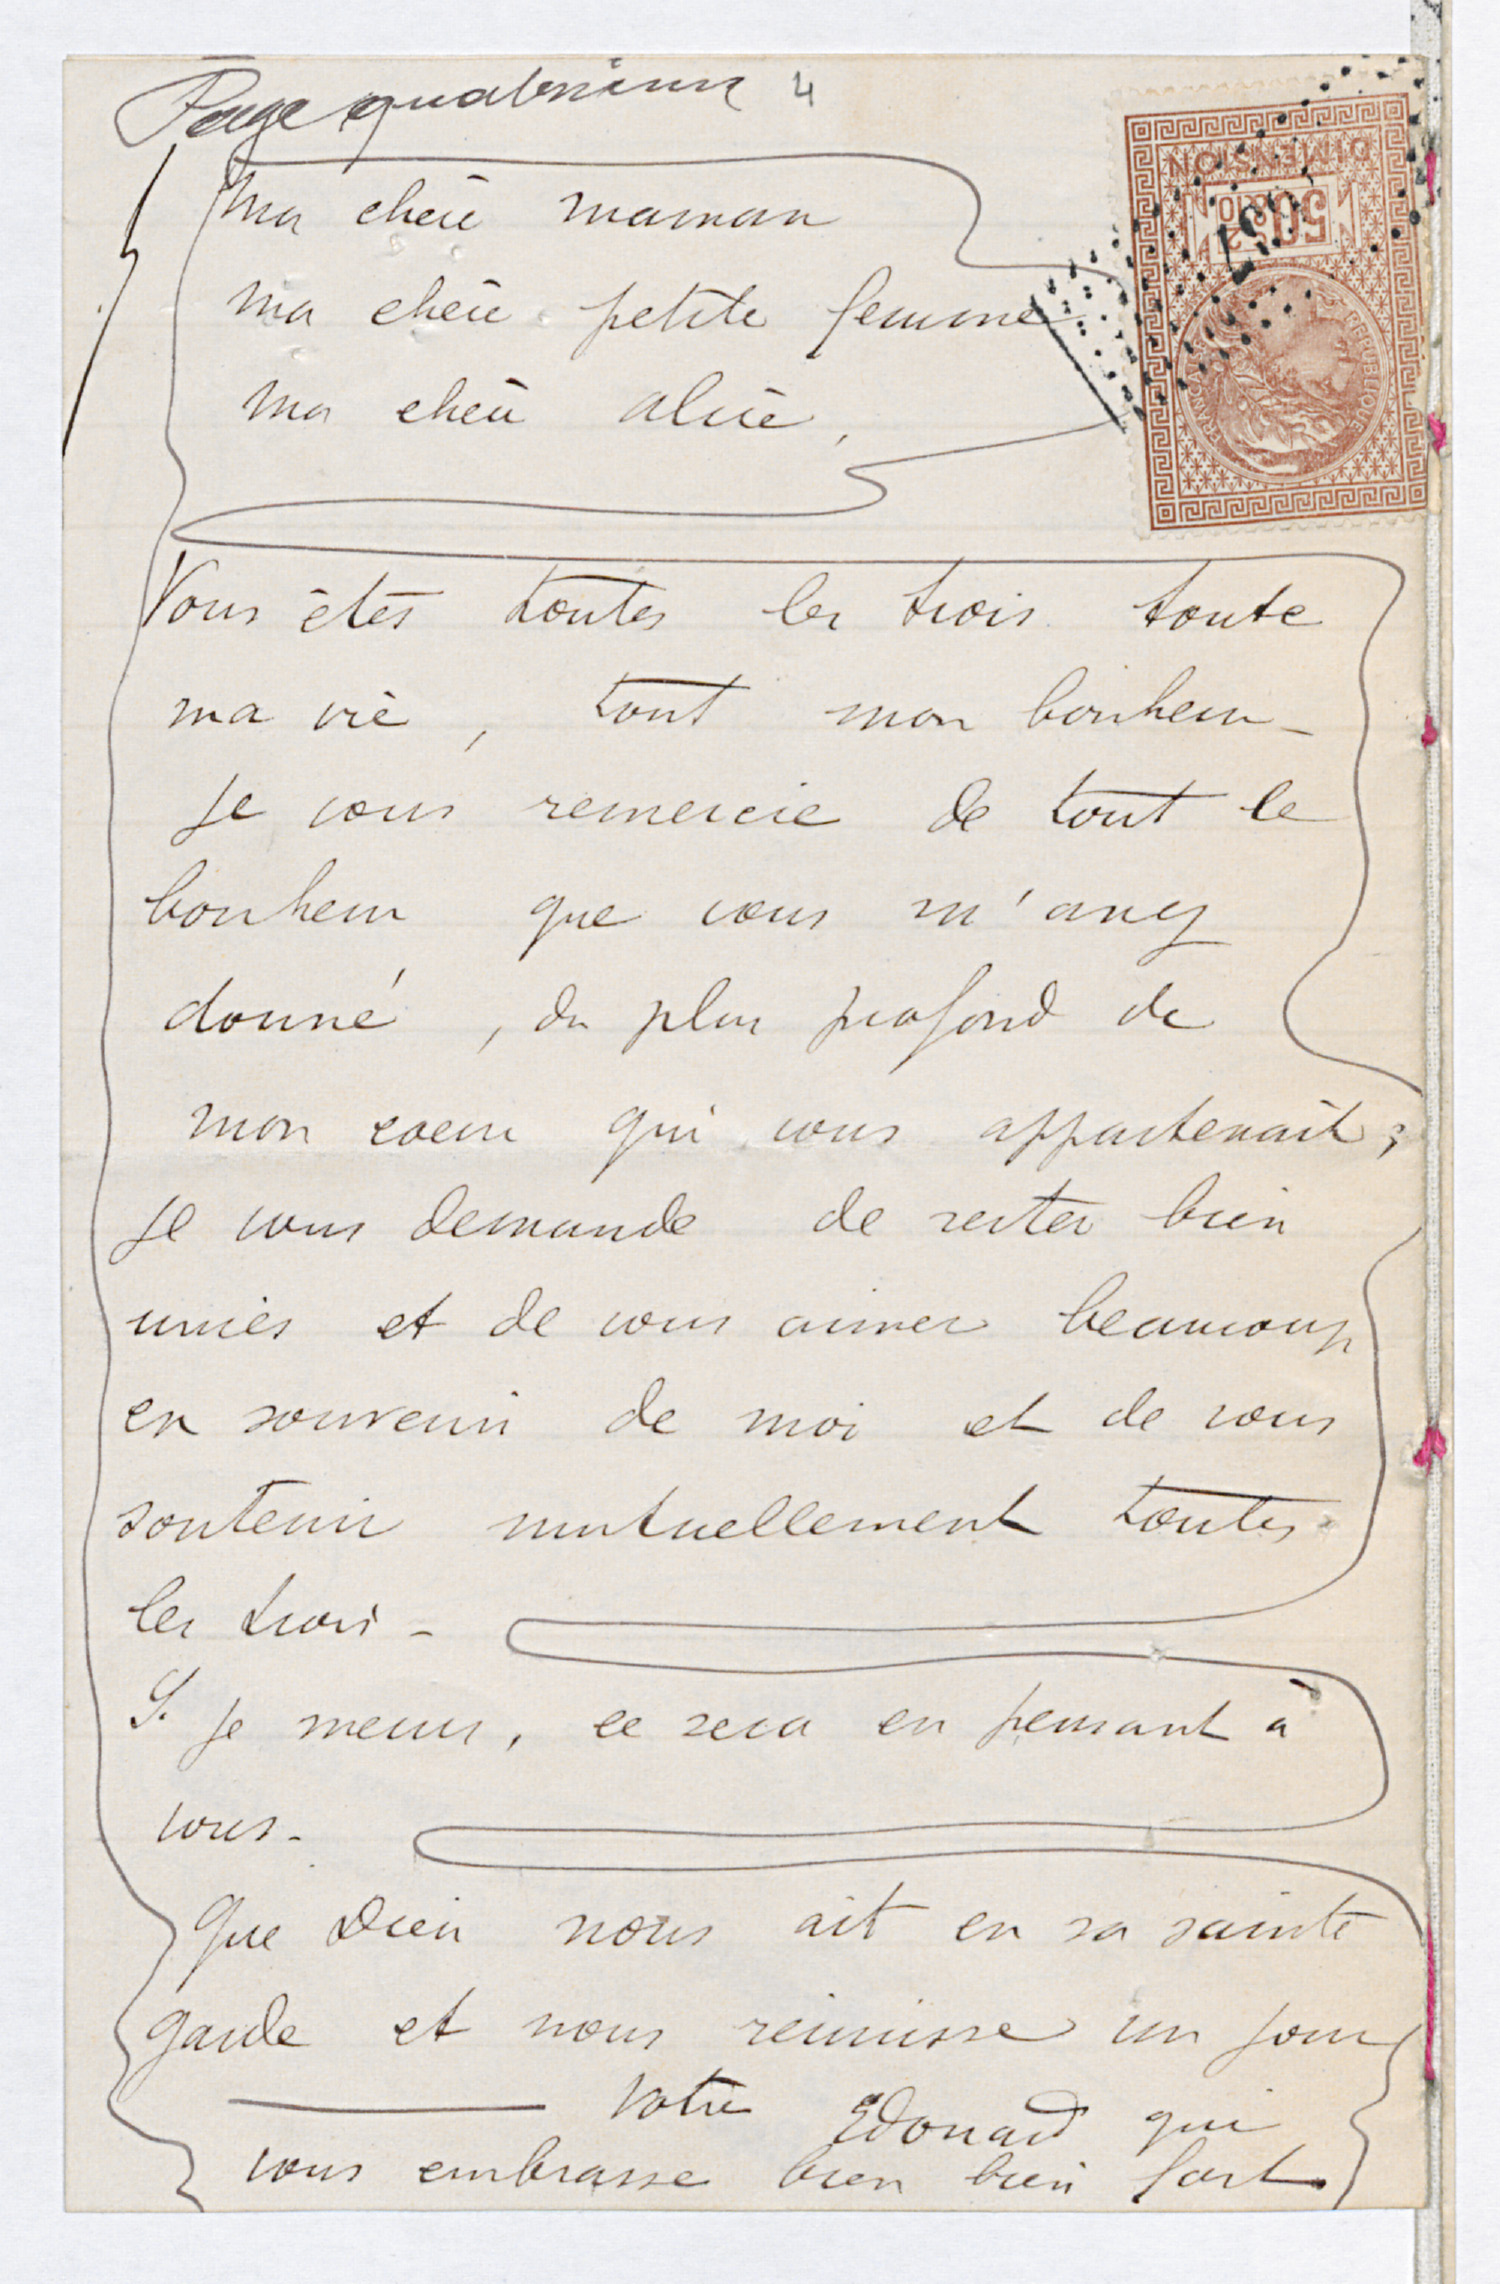 Page quatrième 4
DIMENSION
50c
2/10
REPUBLIQUE FRANÇAISE
ma chère maman
ma chère petite femme
ma chère alice,
Vous êtes toutes les trois toute
ma vie, tout mon bonheur -
je vous remercie de tout le
bonheur que vous m'avez
donné, du plus profond de
mon coeur qui vous appartenait ;
je vous demande de rester bien
unies et de vous aimer beaucoup
en souvenir de moi et de vous
soutenir mutuellement toutes
les trois -
Si je meurs, ce sera en pensant à
vous -
Que Dieu nous ait en sa sainte
garde et nous réunisse un jour
Votre Edouard qui
vous embrasse bien bien fort.